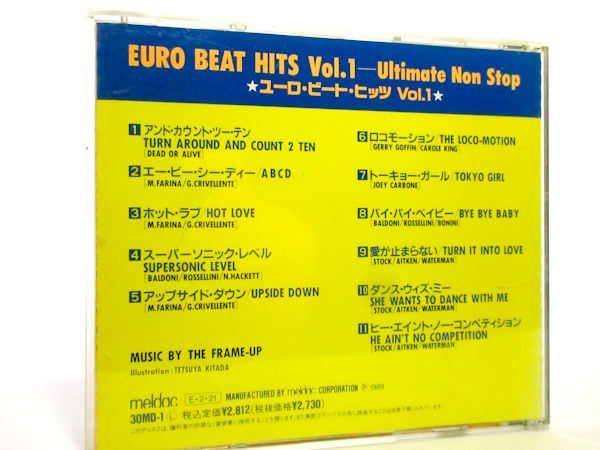 EURO BEAT HITS Vol.1—Ultimate Non Stop
★ユーロ・ビート・ヒッツ Vol.1★
1 アンド・カウント・ツー・テン
TURN AROUND AND COUNT 2 TEN
[DEAD OR ALIVE]
2 エー・ビー・シー・ディー/ABCD
[M.FARINA/G.CRIVELLENTE]
3 ホット・ラブ/HOT LOVE
[M.FARINA/G.CRIVELLENTE]
4 スーパーソニック・レベル
SUPERSONIC LEVEL
[BALDONI/ROSSELLINI/N.HACKETT]
5 アップサイド・ダウン/UPSIDE DOWN
[M.FARINA/G.CRIVELLENTE]
6 ロコモーション/THE LOCO-MOTION
[GERRY GOFFIN/CAROLE KING]
7 トーキョー・ガール/TOKYO GIRL
[JOEY CARBONE]
8 バイ・バイ・ベイビー/BYE BYE BABY
[BALDONI/ROSSELLINI/BONINI]
9 愛が止まらない/TURN IT INTO LOVE
[STOCK/AITKEN/WATERMAN]
10 ダンス・ウィズ・ミー
SHE WANTS TO DANCE WITH ME
[STOCK/AITKEN/WATERMAN]
11 ヒー・エイント・ノー・コンペティション
HE AIN'T NO COMPETITION
[STOCK/AITKEN/WATERMAN]
MUSIC BY THE FRAME-UP
Illustration:TETSUYA KITADA
meldac E・2・21 MANUFACTURED BY meldac CORPORATION Ⓟ 1989
30MD-1 L 税込定価¥2,812(税抜価格¥2,730)